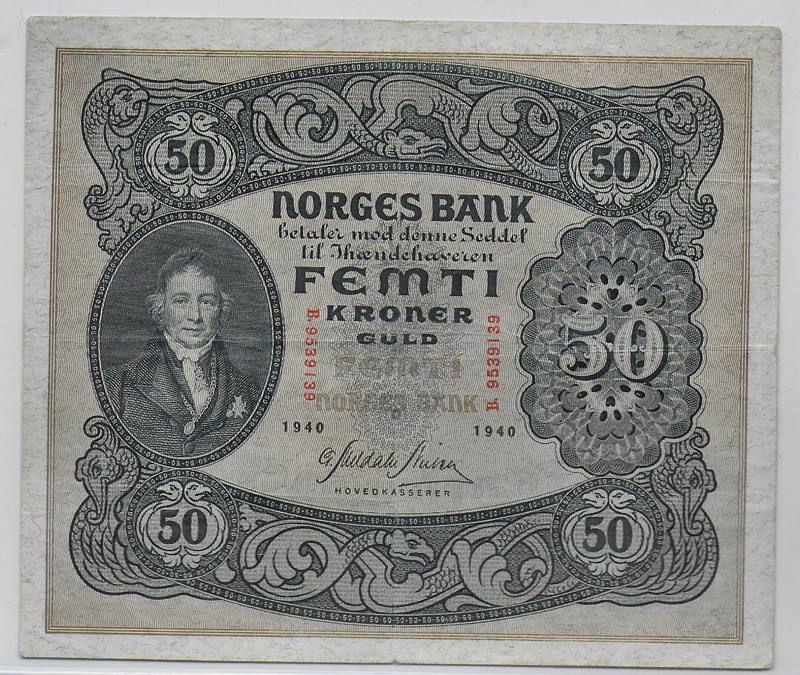 50
50
NORGES BANK
betaler mod denne Seddel
til Ihændehaveren
FEMTI
KRONER
GULD
B.9539139
B.9539139
50
FEMTI
NORGES BANK
1940
1940
HOVEDKASSERER
50
50